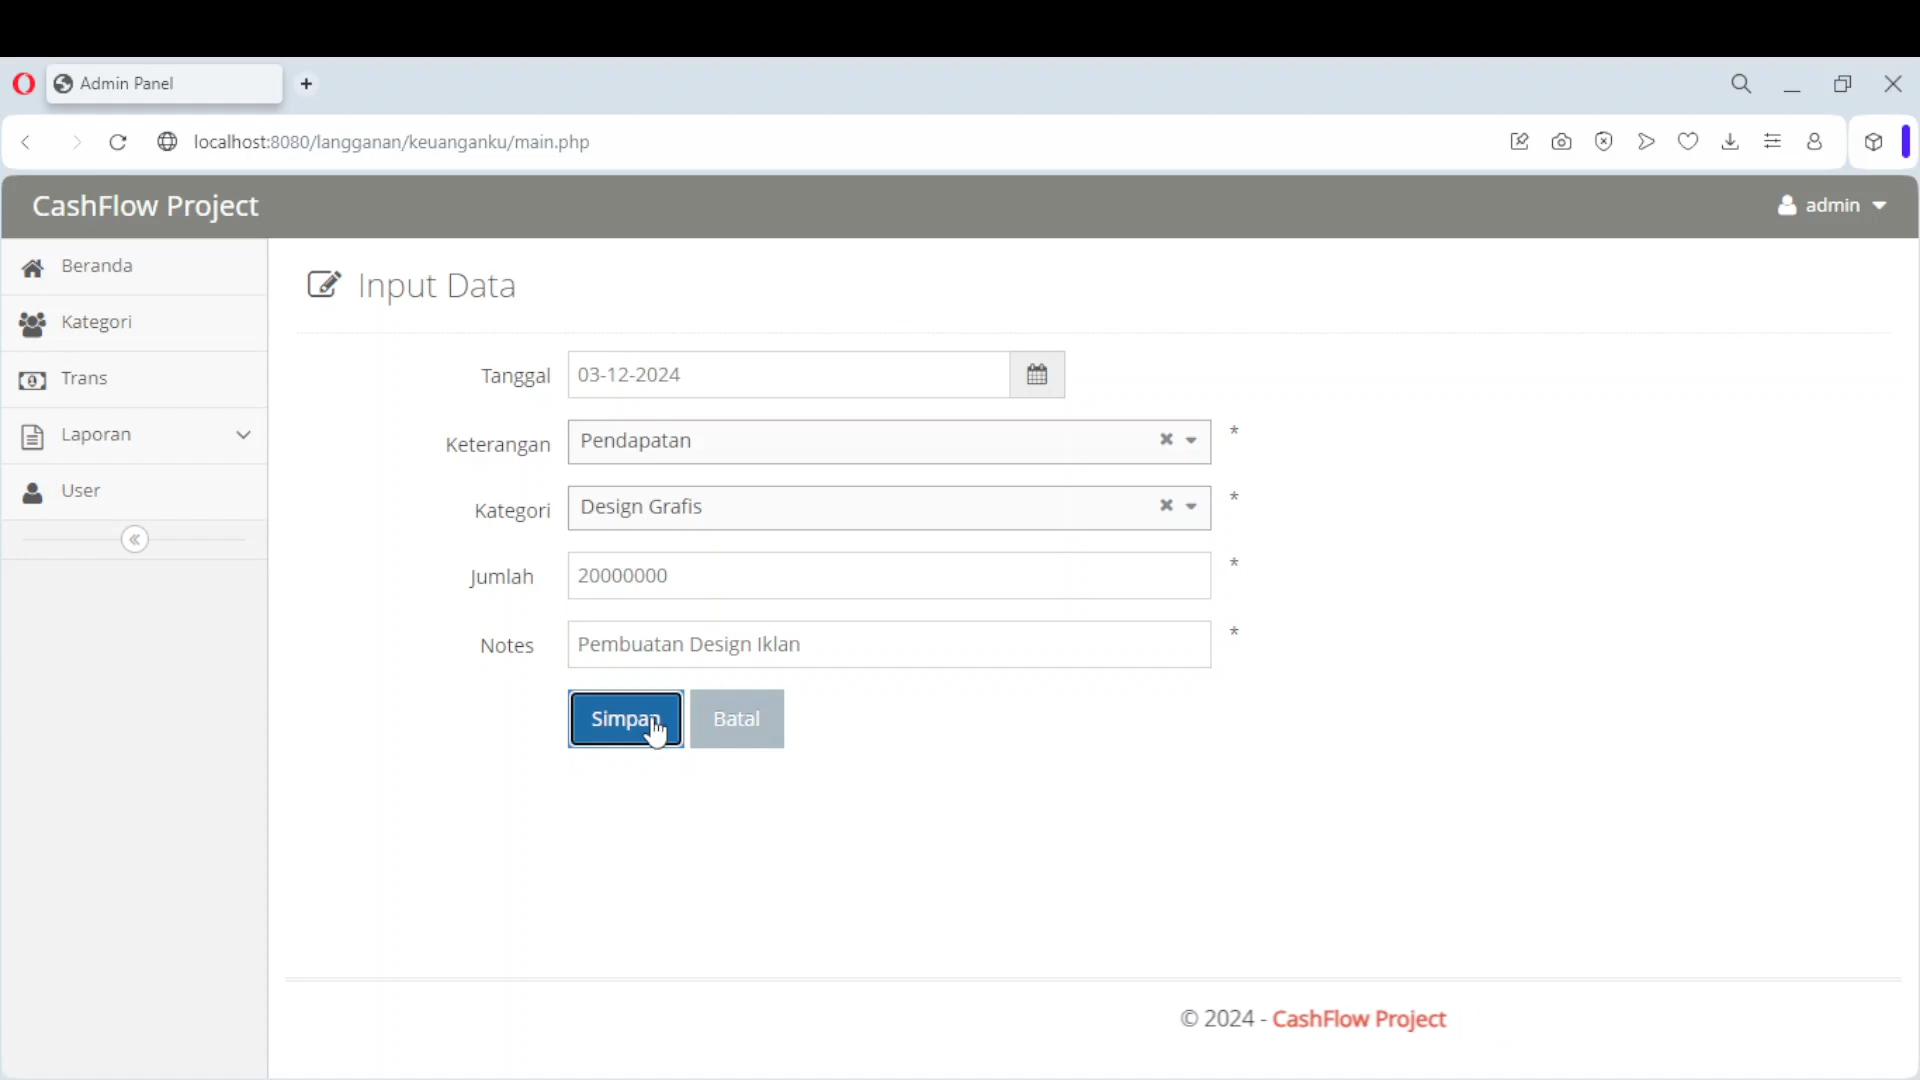 Admin Panel
localhost:8080/langganan/keuanganku/main.php
CashFlow Project
admin
Beranda
Kategori
Trans
Laporan
User
Input Data
Tanggal 03-12-2024
Keterangan Pendapatan *
Kategori Design Grafis *
Jumlah 20000000 *
Notes Pembuatan Design Iklan *
Simpan Batal
© 2024 - CashFlow Project